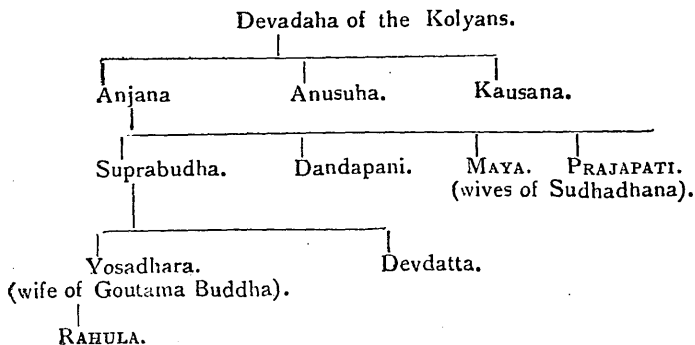 Devadaha of the Kolyans.
Anjana Anusuha. Kausana.
Suprabudha. Dandapani. MAYA. PRAJAPATI.
(wives of Sudhadhana).
Yosadhara. Devdatta.
(wife of Goutama Buddha).
RAHULA.